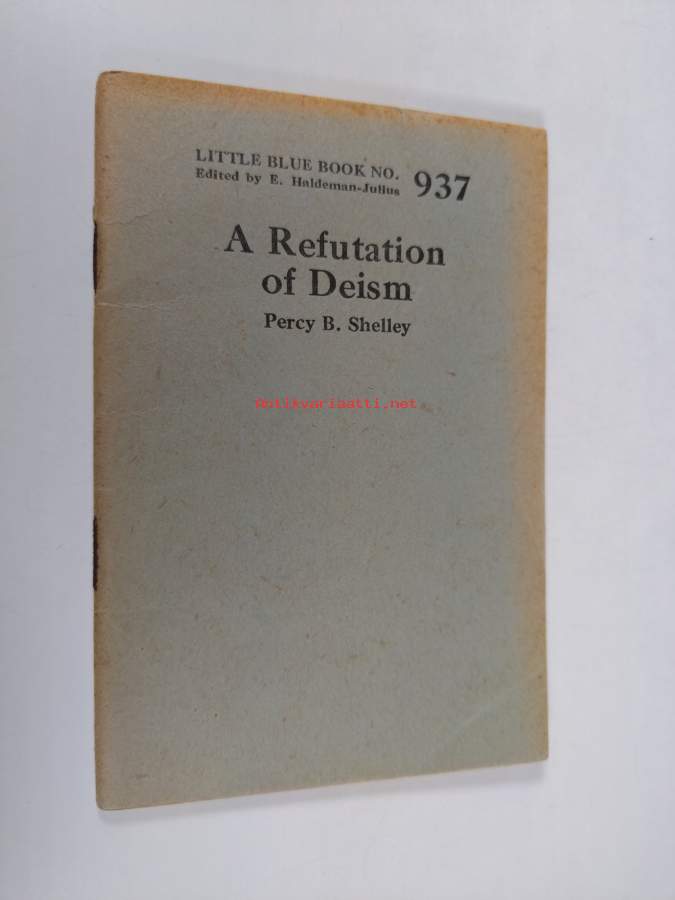 LITTLE BLUE BOOK NO. 937
Edited by E. Haldeman-Julius
A Refutation
of Deism
Percy B. Shelley
antikvariaatti.net